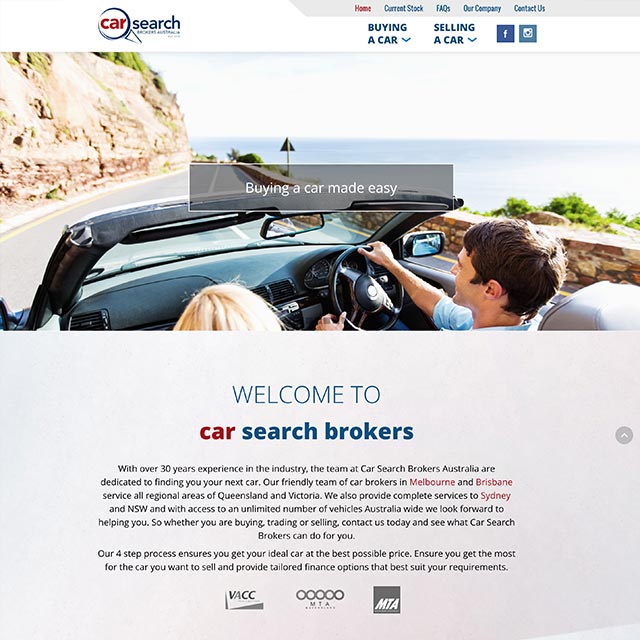 Home Current Stock FAQs Our Company Contact Us
car search
BROKERS AUSTRALIA
BUYING
A CAR
SELLING
A CAR
f
Buying a car made easy
WELCOME TO
car search brokers
With over 30 years experience in the industry, the team at Car Search Brokers Australia are
dedicated to finding you your next car. Our friendly team of car brokers in Melbourne and Brisbane
service all regional areas of Queensland and Victoria. We also provide complete services to Sydney
and NSW and with access to an unlimited number of vehicles Australia wide we look forward to
helping you. So whether you are buying, trading or selling, contact us today and see what Car Search
Brokers can do for you.
Our 4 step process ensures you get your ideal car at the best possible price. Ensure you get the most
for the car you want to sell and provide tailored finance options that best suit your requirements.
VACC
MTA
QUEENSLAND
MTA